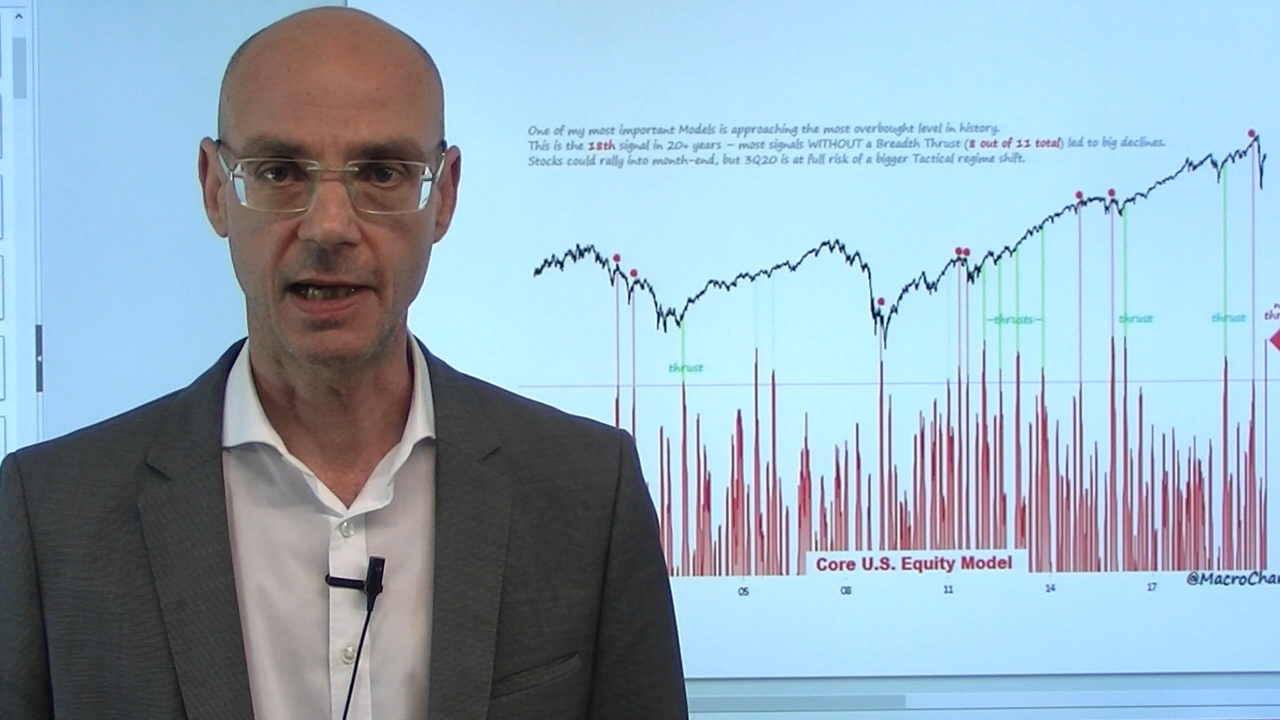 One of my most important Models is approaching the most overbought level in history.
This is the 18th signal in 20+ years – most signals WITHOUT a Breadth Thrust (8 out of 11 total) led to big declines.
Stocks could rally into month-end, but 3Q20 is at full risk of a bigger Tactical regime shift.
thrusts
thrust
thrust
thrust
Core U.S. Equity Model
05
08
11
14
17
@MacroChar